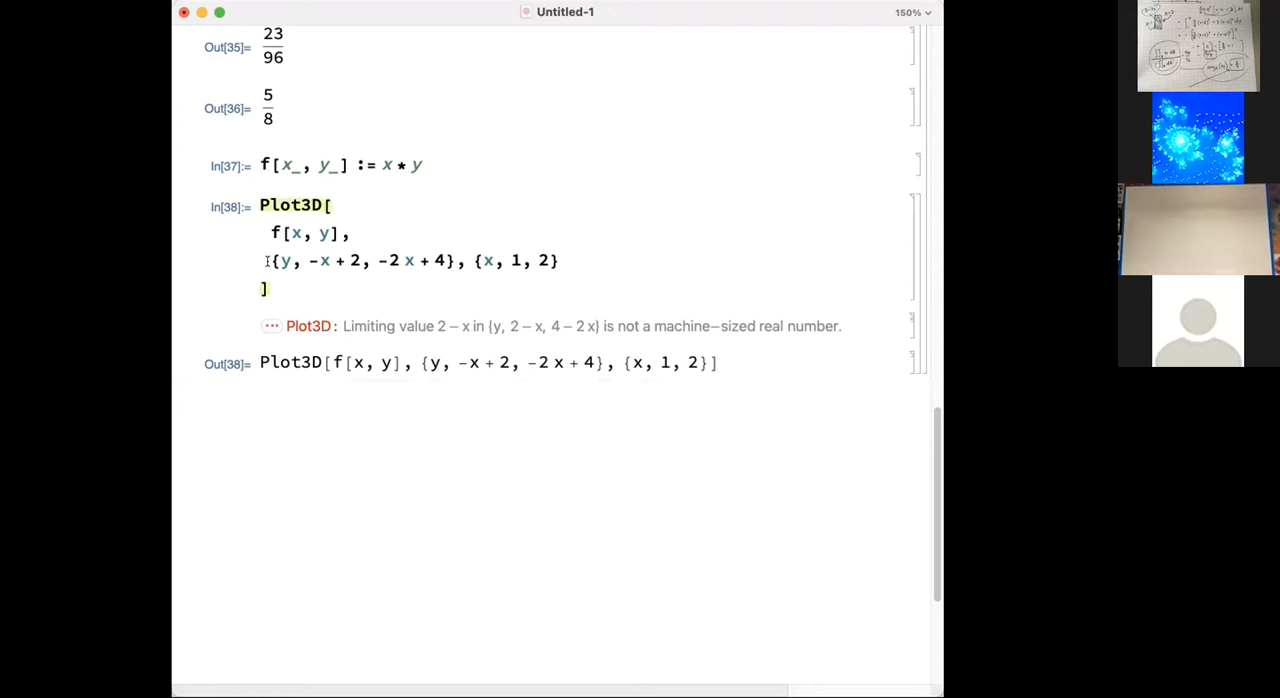 Untitled-1
150%
Out[35]= 23
96
Out[36]= 5
8
In[37]:= f[x_, y_] := x * y
In[38]:= Plot3D[
f[x, y],
{y, -x + 2, -2 x + 4}, {x, 1, 2}
]
Plot3D: Limiting value 2 – x in {y, 2 – x, 4 – 2 x} is not a machine–sized real number.
Out[38]= Plot3D[f[x, y], {y, -x + 2, -2 x + 4}, {x, 1, 2}]